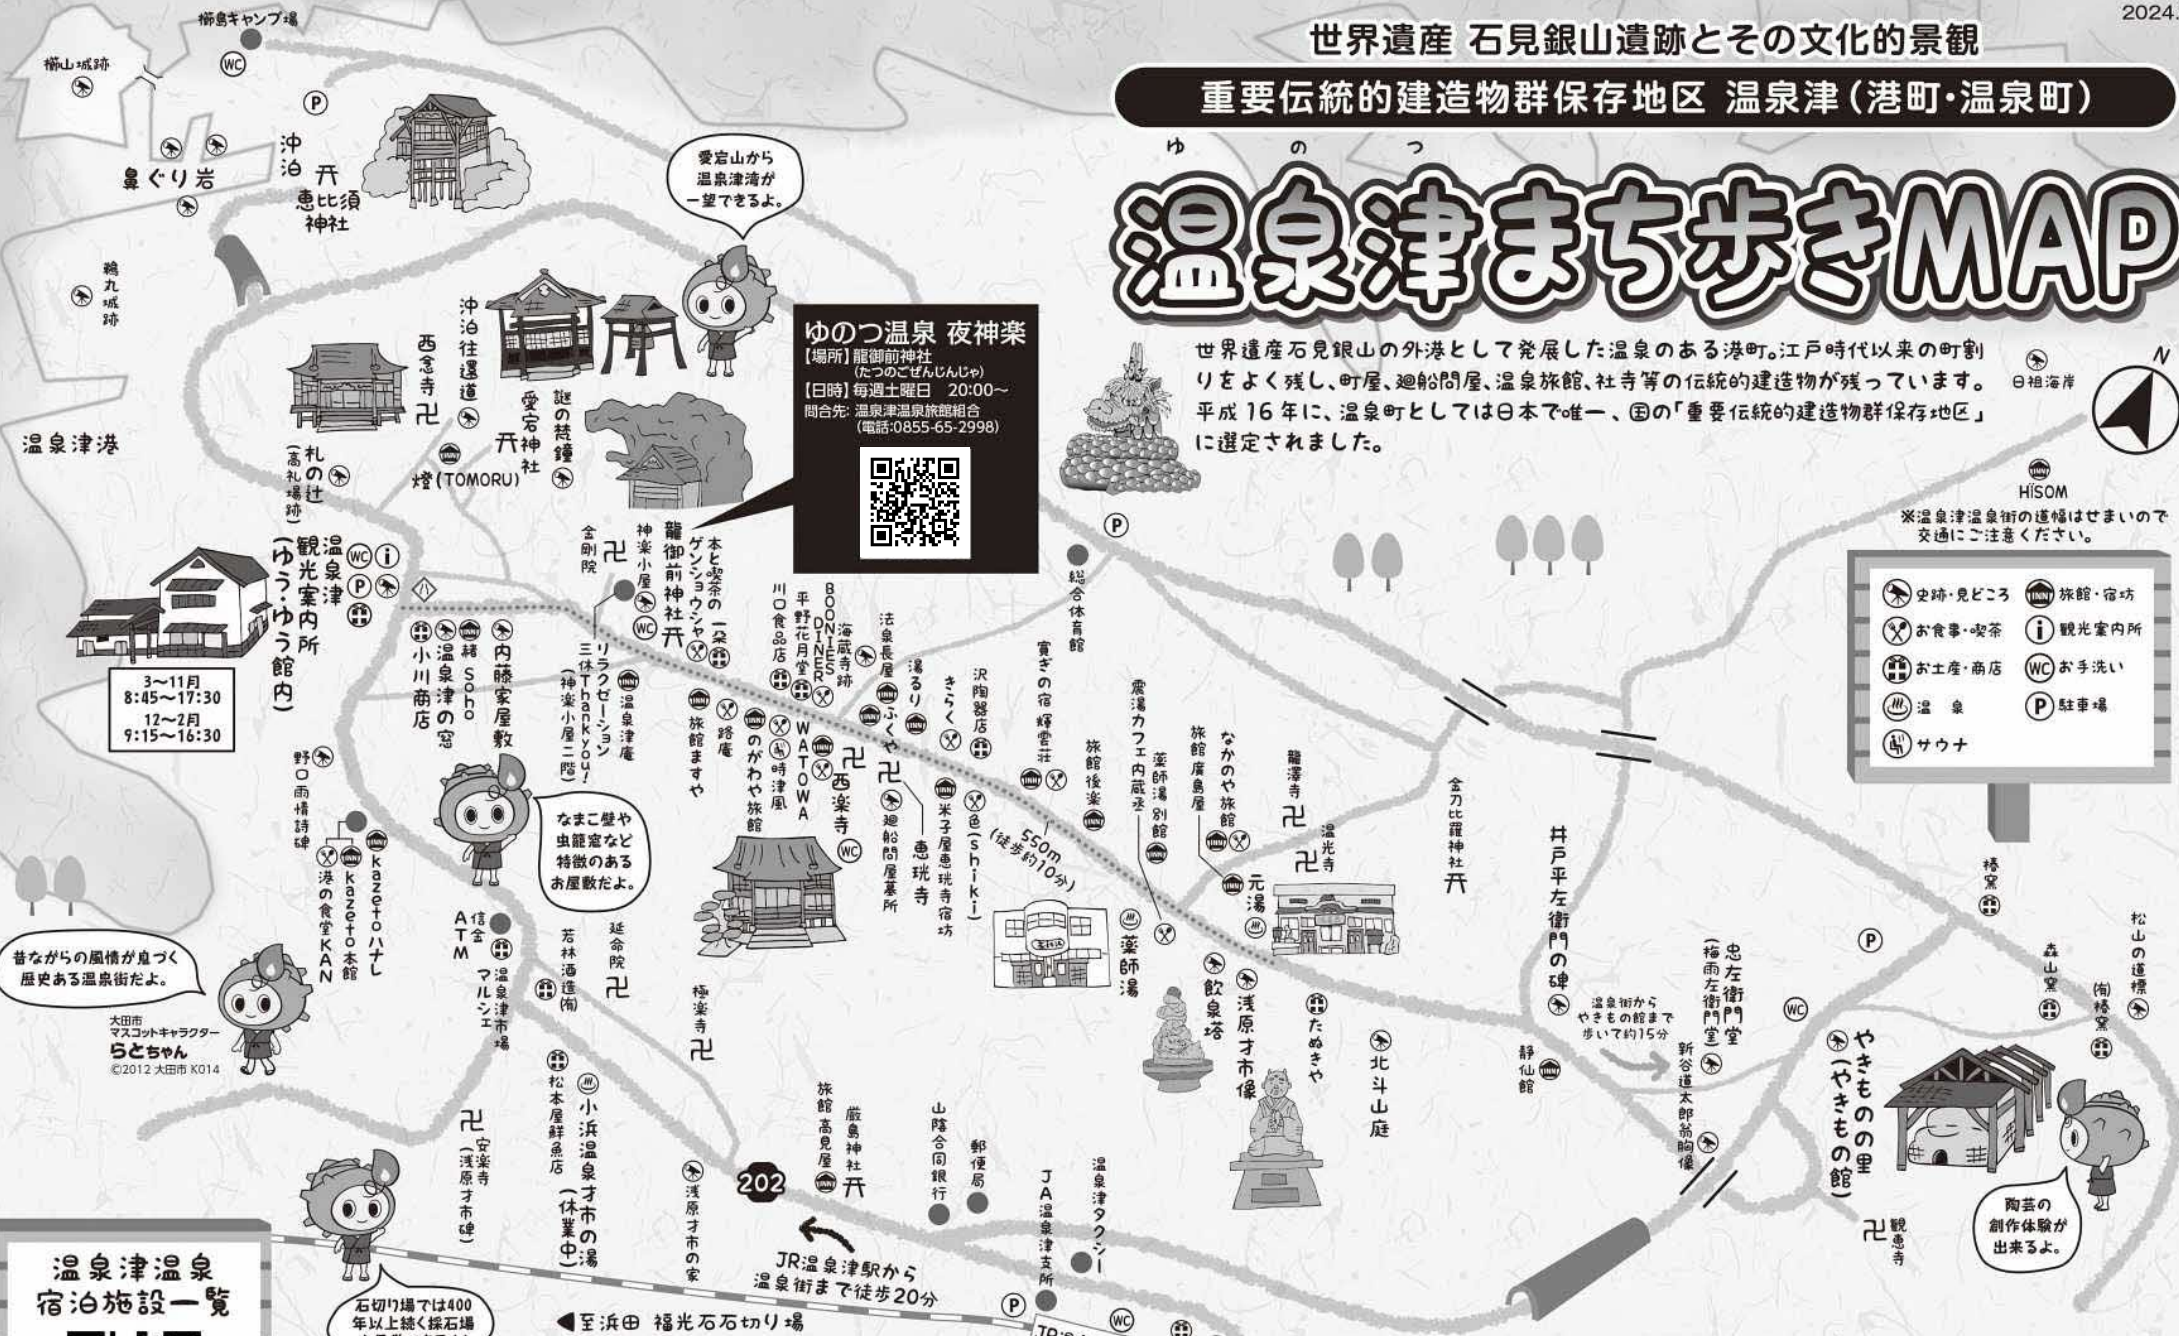 2024.
世界遺産 石見銀山遺跡とその文化的景観
重要伝統的建造物群保存地区 温泉津(港町・温泉町)
ゆ の つ
温泉津まち歩きMAP
世界遺産石見銀山の外港として発展した温泉のある港町。江戸時代以来の町割
りをよく残し、町屋、廻船問屋、温泉旅館、社寺等の伝統的建造物が残っています。
平成16年に、温泉町としては日本で唯一、国の「重要伝統的建造物群保存地区」
に選定されました。
日祖海岸
N
HÏSOM
※温泉津温泉街の道幅はせまいので
交通にご注意ください。
史跡・見どころ
INN 旅館・宿坊
お食事・喫茶
i 観光案内所
お土産・商店
WC お手洗い
温 泉
P 駐車場
サウナ
櫛島キャンプ場
WC
櫛山城跡
P
鼻ぐり岩
沖泊
恵比須
神社
愛宕山から
温泉津湾が
一望できるよ。
鵜丸城跡
温泉津港
西念寺
沖泊往還道
愛宕神社
謎の梵鐘
燈(TOMORU)
札の辻
(高札場跡)
ゆのつ温泉 夜神楽
【場所】龍御前神社
(たつのごぜんじんじゃ)
【日時】毎週土曜日 20:00〜
問合先: 温泉津温泉旅館組合
(電話:0855-65-2998)
温泉津
観光案内所
(ゆう・ゆう館内)
WC i
P
3〜11月
8:45〜17:30
12〜2月
9:15〜16:30
小川商店
温泉津の窓
緒 Soho
内藤家屋敷
金剛院
神楽小屋
WC
龍御前神社
本と喫茶の
ゲンショウシャ
一朶
リラクゼーション
三休Thankyou!
(神楽小屋二階)
温泉津庵
旅館ますや
路庵
のがわや旅館
時津風
WATOWA
川口食品店
平野花月堂
BOONIES
DINER
海蔵寺跡
法泉長屋
湯るり
ふくや
きらく
沢陶器店
西楽寺
WC
廻船問屋墓所
恵珖寺
米子屋恵珖寺宿坊
色(shiki)
寛ぎの宿 輝雲荘
総合体育館
P
550m
(徒歩約10分)
旅館後楽
震湯カフェ内蔵丞
薬師湯 別館
旅館 廣島屋
なかのや旅館
龍澤寺
温光寺
元湯
薬師湯
飲泉塔
浅原才市像
たぬきや
北斗山庭
金刀比羅神社
井戸平左衛門の碑
温泉街から
やきもの館まで
歩いて約15分
静仙館
新谷道太郎翁胸像
忠左衛門堂
(梅雨左衛門堂)
P
WC
椿窯
森山窯
(有)椿窯
松山の道標
やきものの里
(やきもの館)
観恵寺
陶芸の
創作体験が
出来るよ。
野口雨情詩碑
港の食堂KAN
kazeto本館
kazetoハナレ
なまこ壁や
虫籠窓など
特徴のある
お屋敷だよ。
昔ながらの風情が息づく
歴史ある温泉街だよ。
大田市
マスコットキャラクター
らとちゃん
©2012 大田市 K014
信金
ATM
温泉津市場
マルシェ
若林酒造(有)
延命院
極楽寺
松本屋鮮魚店
小浜温泉才市の湯
(休業中)
安楽寺
(浅原才市碑)
浅原才市の家
202
旅館 高見屋
厳島神社
山陰合同銀行
郵便局
JA温泉津支所
温泉津タクシー
JR温泉津駅から
温泉街まで徒歩20分
◀至浜田 福光石石切り場
P
WC
温泉津温泉
宿泊施設一覧
石切り場では400
年以上続く採石場